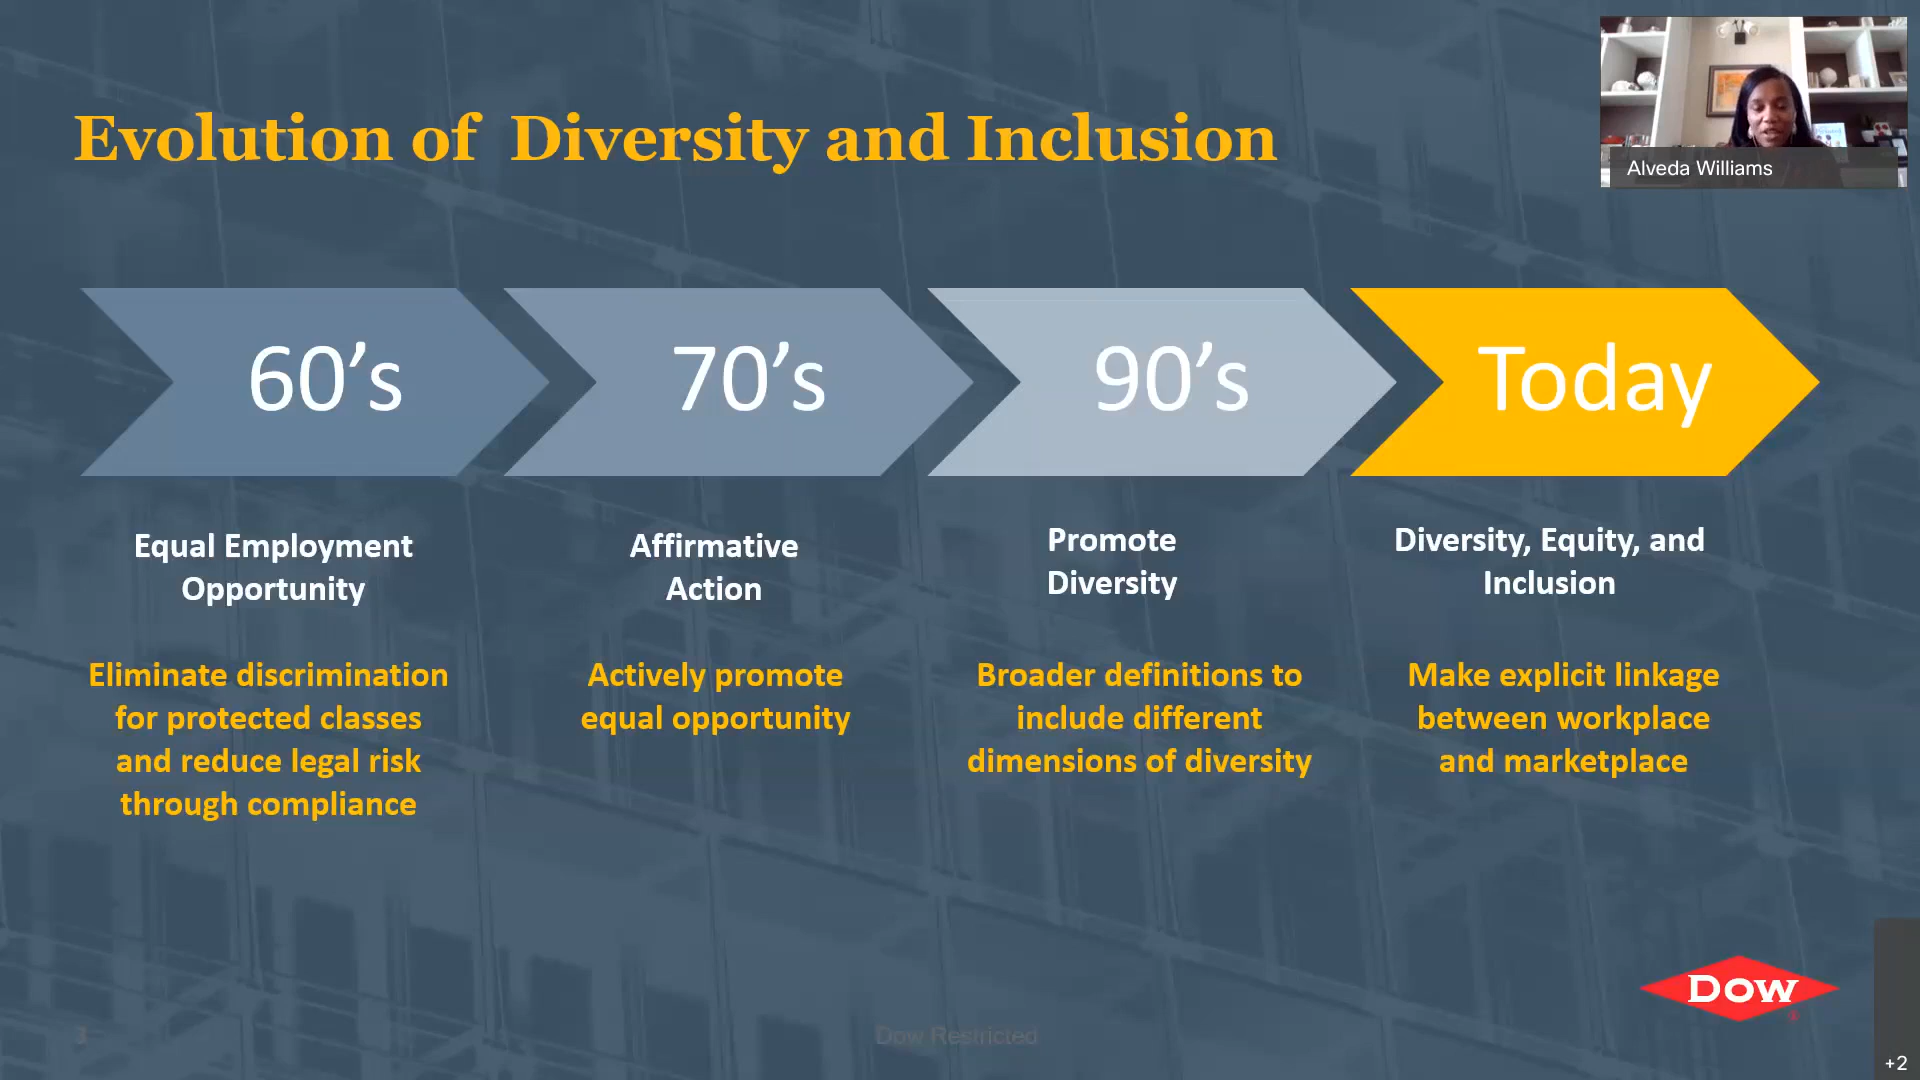 Evolution of Diversity and Inclusion
Alveda Williams
60's
70's
90's
Today
Equal Employment
Opportunity
Affirmative
Action
Promote
Diversity
Diversity, Equity, and
Inclusion
Eliminate discrimination
for protected classes
and reduce legal risk
through compliance
Actively promote
equal opportunity
Broader definitions to
include different
dimensions of diversity
Make explicit linkage
between workplace
and marketplace
Dow
®
3
Dow Restricted
+2